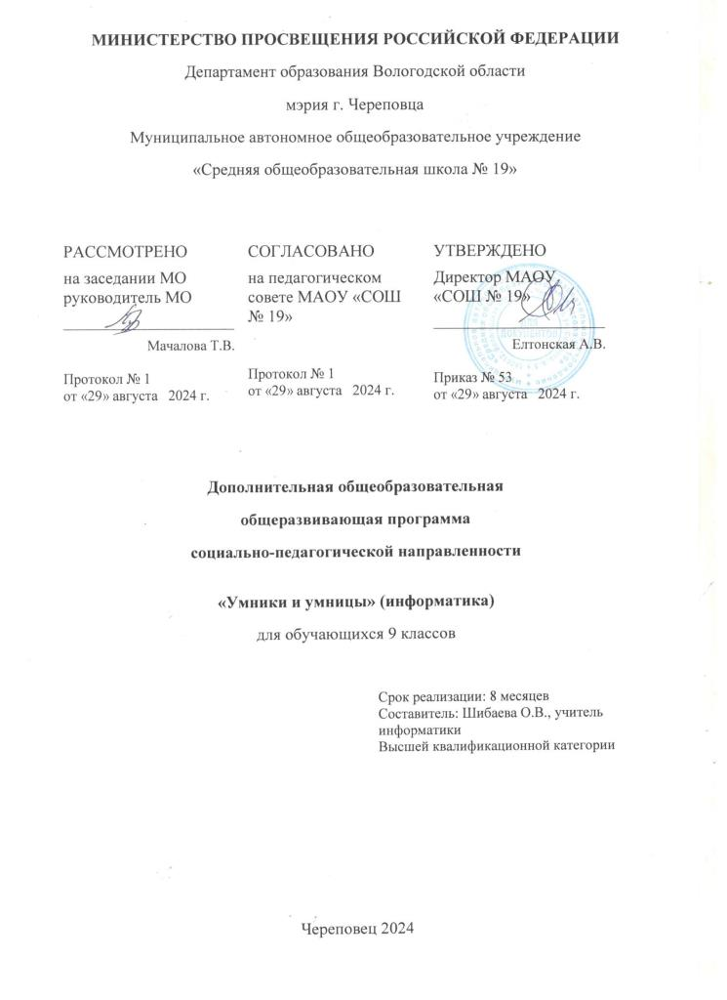 МИНИСТЕРСТВО ПРОСВЕЩЕНИЯ РОССИЙСКОЙ ФЕДЕРАЦИИ
Департамент образования Вологодской области
мэрия г. Череповца
Муниципальное автономное общеобразовательное учреждение
«Средняя общеобразовательная школа № 19»
РАССМОТРЕНО
на заседании МО
руководитель МО
Мачалова Т.В.
Протокол № 1
от «29» августа 2024 г.
СОГЛАСОВАНО
на педагогическом
совете МАОУ «СОШ
№ 19»
Протокол № 1
от «29» августа 2024 г.
УТВЕРЖДЕНО
Директор МАОУ
«СОШ № 19»
ДОКУМЕНТОВ
Елтонская А.В.
Приказ № 53
от «29» августа 2024 г.
Дополнительная общеобразовательная
общеразвивающая программа
социально-педагогической направленности
«Умники и умницы» (информатика)
для обучающихся 9 классов
Срок реализации: 8 месяцев
Составитель: Шибаева О.В., учитель
информатики
Высшей квалификационной категории
Череповец 2024